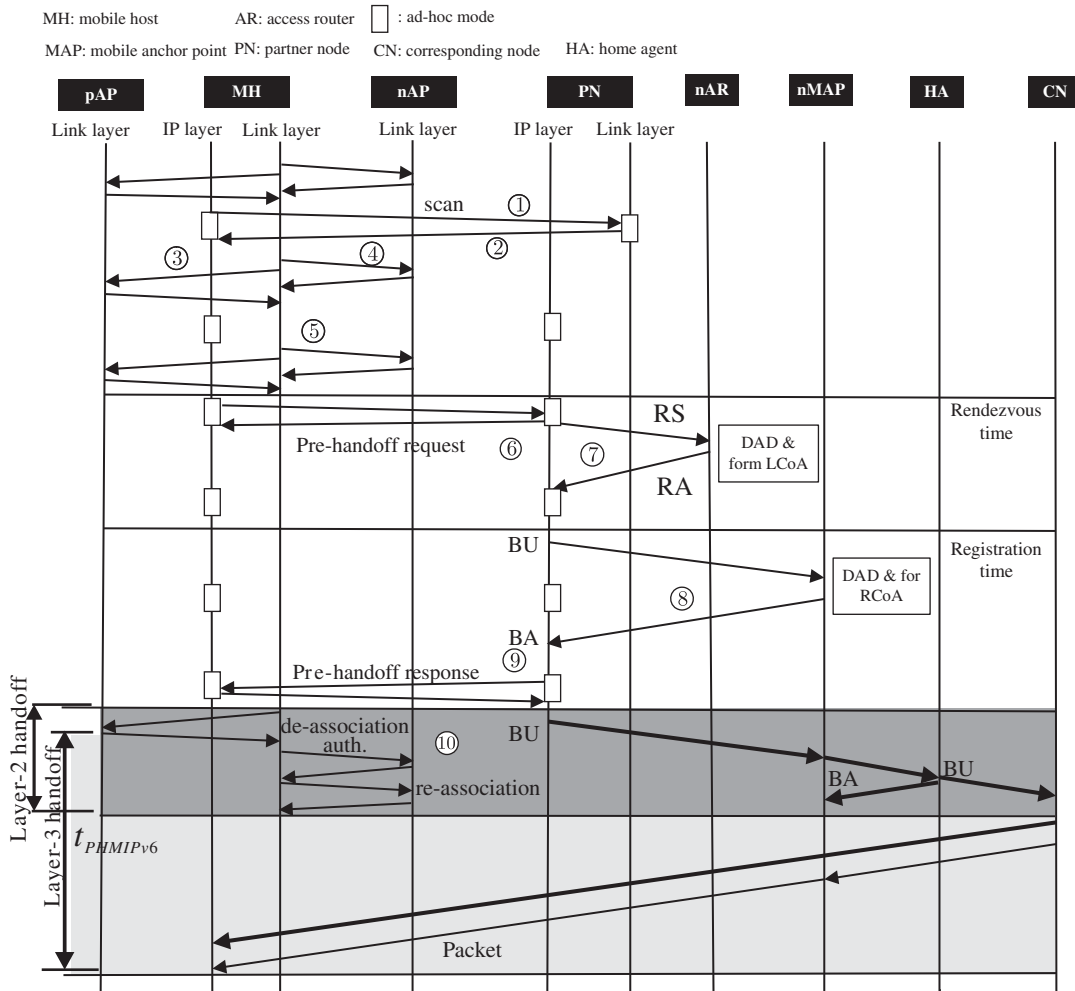 MH: mobile host AR: access router : ad-hoc mode
MAP: mobile anchor point PN: partner node CN: corresponding node HA: home agent
pAP MH nAP PN nAR nMAP HA CN
Link layer IP layer Link layer Link layer IP layer Link layer
scan ①
②
③ ④
⑤
Rendezvous
time
RS
Pre-handoff request ⑥ ⑦
DAD &
form LCoA
RA
BU
Registration
time
DAD & for
RCoA
⑧
BA
⑨
Pre-handoff response
Layer-2 handoff
de-association
auth.
⑩
BU
BU
BA
re-association
Layer-3 handoff
tPHMIPv6
Packet